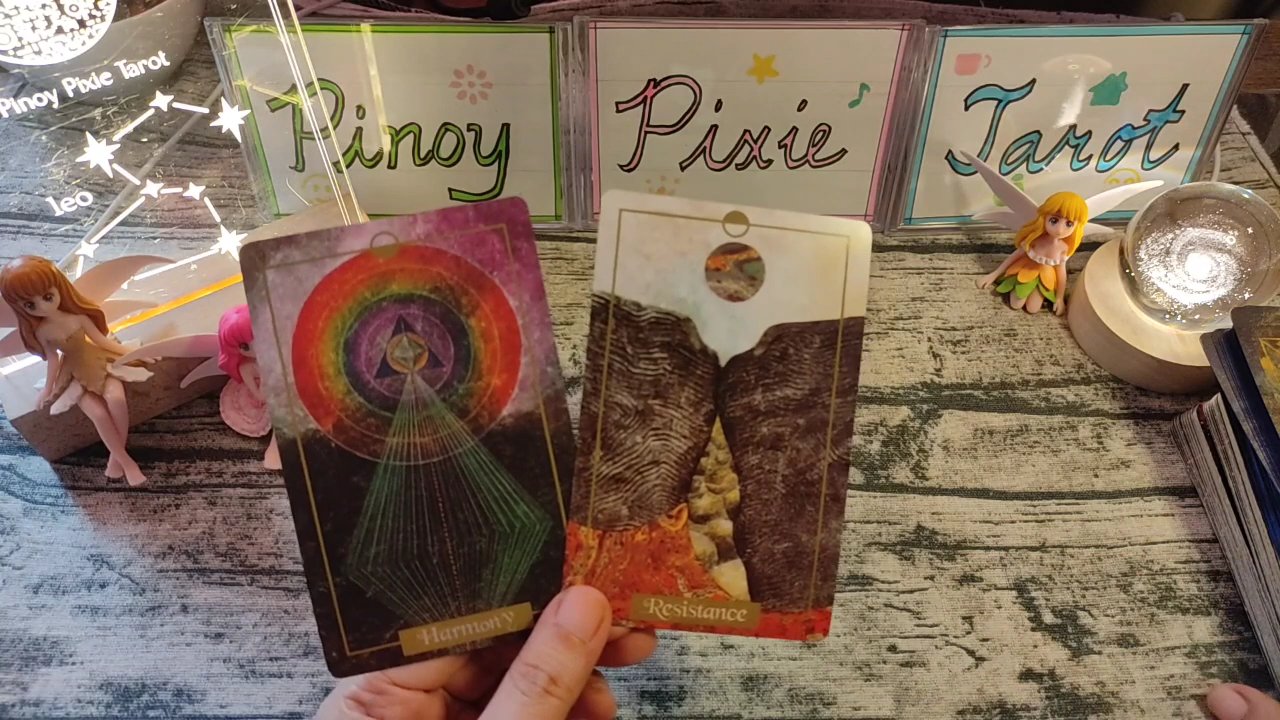 Pinoy Pixie Tarot
leo
Pinoy
Pixie
Tarot
Harmony
Resistance